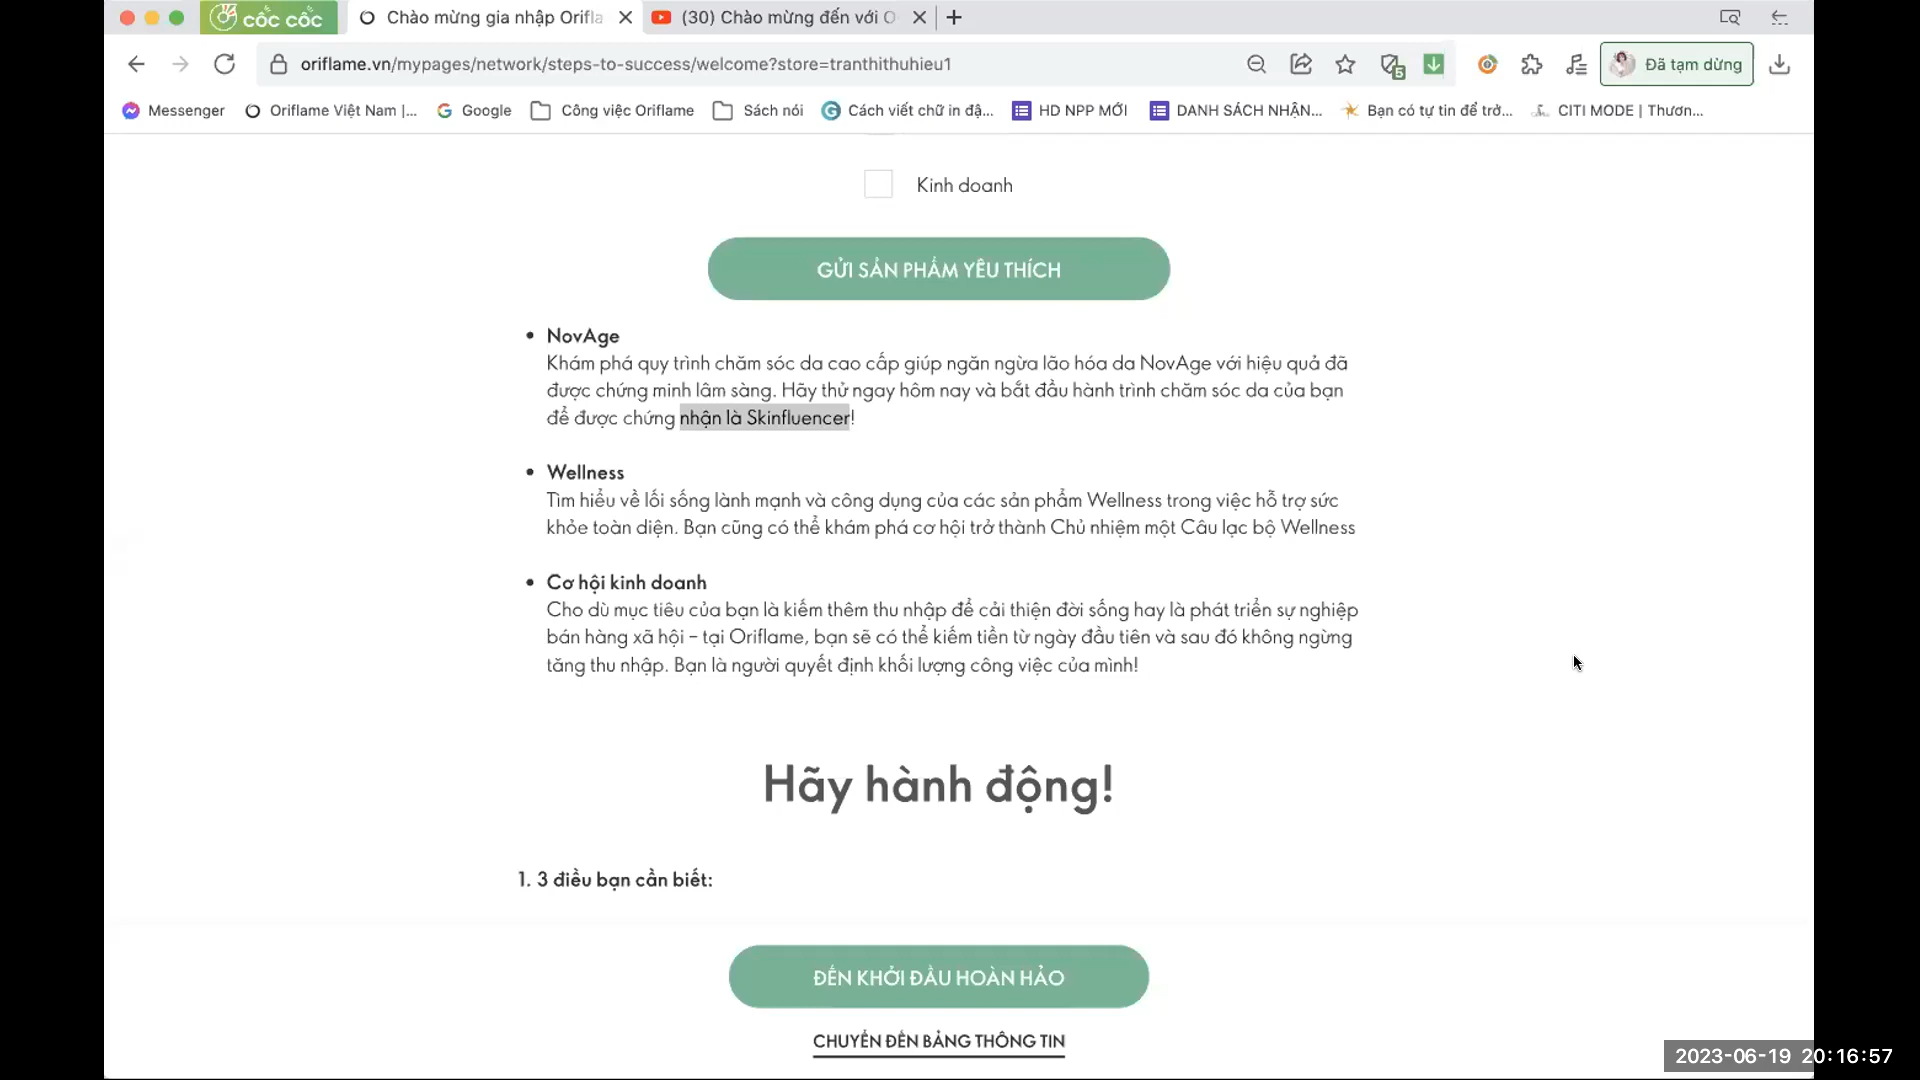 cốc cốc
Chào mừng gia nhập Orifla
(30) Chào mừng đến với O
oriflame.vn/mypages/network/steps-to-success/welcome?store=tranthithuhieu1
5
Đã tạm dừng
Messenger
Oriflame Việt Nam |...
Google
Công việc Oriflame
Sách nói
Cách viết chữ in đậ...
HD NPP MỚI
DANH SÁCH NHẬN...
Bạn có tự tin để trở...
CITI MODE | Thươn...
Kinh doanh
GỬI SẢN PHẨM YÊU THÍCH
• NovAge
Khám phá quy trình chăm sóc da cao cấp giúp ngăn ngừa lão hóa da NovAge với hiệu quả đã
được chứng minh lâm sàng. Hãy thử ngay hôm nay và bắt đầu hành trình chăm sóc da của bạn
để được chứng nhận là Skinfluencer!
• Wellness
Tìm hiểu về lối sống lành mạnh và công dụng của các sản phẩm Wellness trong việc hỗ trợ sức
khỏe toàn diện. Bạn cũng có thể khám phá cơ hội trở thành Chủ nhiệm một Câu lạc bộ Wellness
• Cơ hội kinh doanh
Cho dù mục tiêu của bạn là kiếm thêm thu nhập để cải thiện đời sống hay là phát triển sự nghiệp
bán hàng xã hội – tại Oriflame, bạn sẽ có thể kiếm tiền từ ngày đầu tiên và sau đó không ngừng
tăng thu nhập. Bạn là người quyết định khối lượng công việc của mình!
Hãy hành động!
1. 3 điều bạn cần biết:
ĐẾN KHỞI ĐẦU HOÀN HẢO
CHUYỂN ĐẾN BẢNG THÔNG TIN
2023-06-19 20:16:57